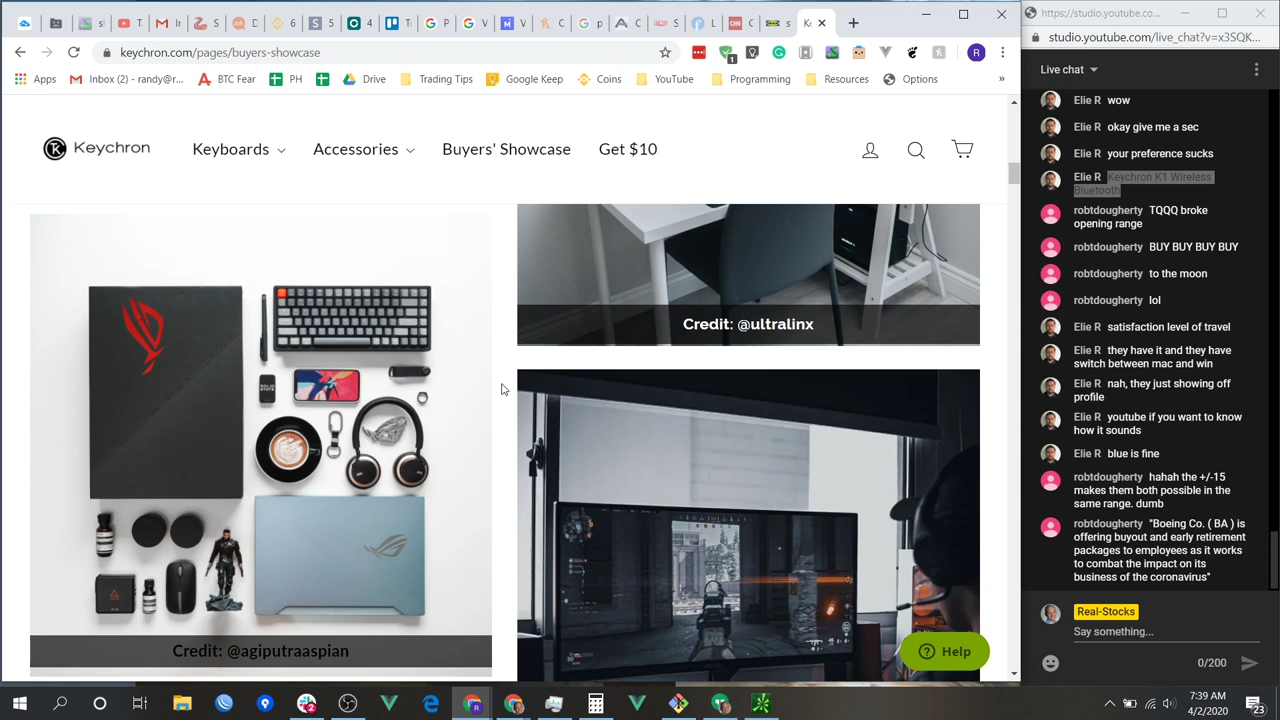 https://studio.youtube.co...
keychron.com/pages/buyers-showcase
studio.youtube.com/live_chat?v=x3SQK...
Apps
Inbox (2) - randy@r...
BTC Fear
PH
Drive
Trading Tips
Google Keep
Coins
YouTube
Programming
Resources
Options
»
Keychron
Keyboards
Accessories
Buyers' Showcase
Get $10
Credit: @ultralinx
Credit: @agiputraaspian
Help
Live chat
Elie R wow
Elie R okay give me a sec
Elie R your preference sucks
Elie R Keychron K1 Wireless
Bluetooth
robtdougherty TQQQ broke
opening range
robtdougherty BUY BUY BUY BUY
robtdougherty to the moon
robtdougherty lol
Elie R satisfaction level of travel
Elie R they have it and they have
switch between mac and win
Elie R nah, they just showing off
profile
Elie R youtube if you want to know
how it sounds
Elie R blue is fine
robtdougherty hahah the +/-15
makes them both possible in the
same range. dumb
robtdougherty "Boeing Co. ( BA ) is
offering buyout and early retirement
packages to employees as it works
to combat the impact on its
business of the coronavirus"
Real-Stocks
Say something...
0/200
7:39 AM
4/2/2020
23